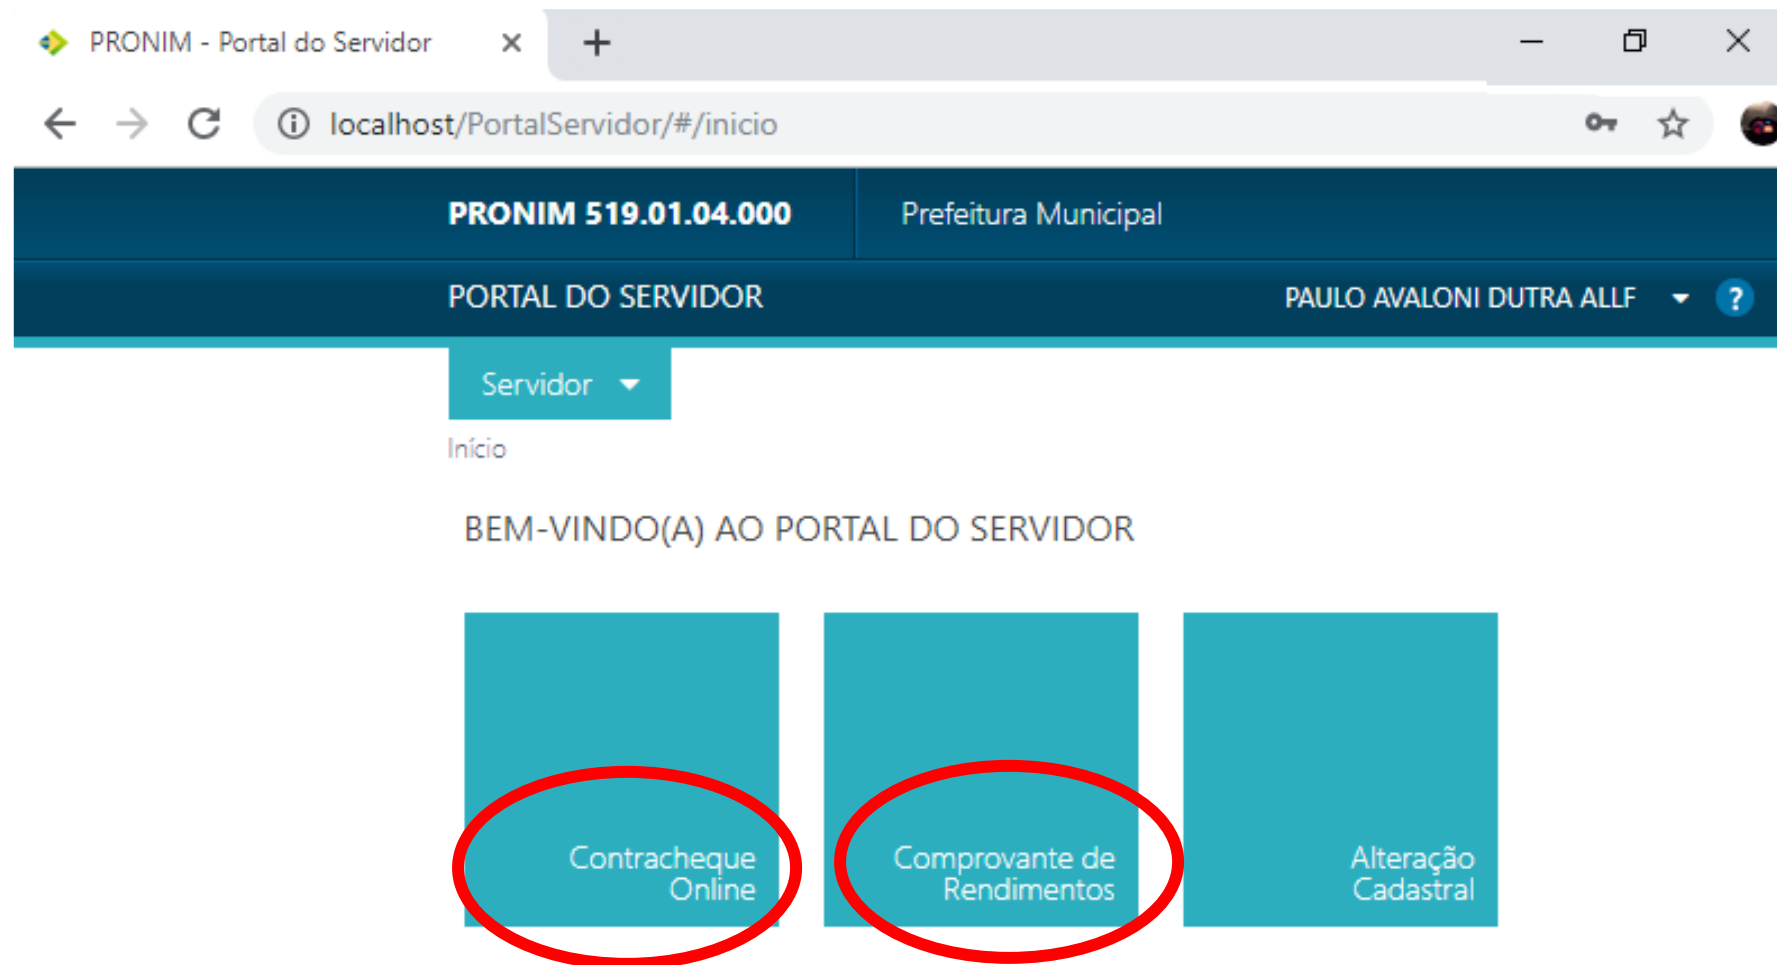 PRONIM - Portal do Servidor
localhost/PortalServidor/#/inicio
PRONIM 519.01.04.000 Prefeitura Municipal
PORTAL DO SERVIDOR PAULO AVALONI DUTRA ALLF ?
Servidor
Início
BEM-VINDO(A) AO PORTAL DO SERVIDOR
Contracheque
Online
Comprovante de
Rendimentos
Alteração
Cadastral